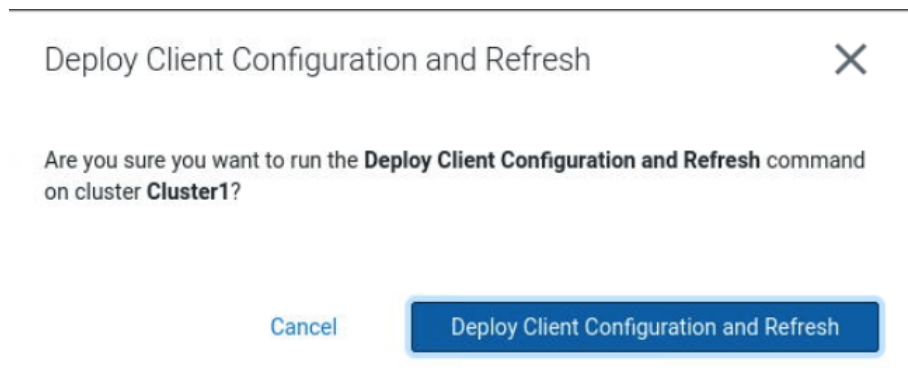 Deploy Client Configuration and Refresh
Are you sure you want to run the Deploy Client Configuration and Refresh command
on cluster Cluster1?
Cancel
Deploy Client Configuration and Refresh